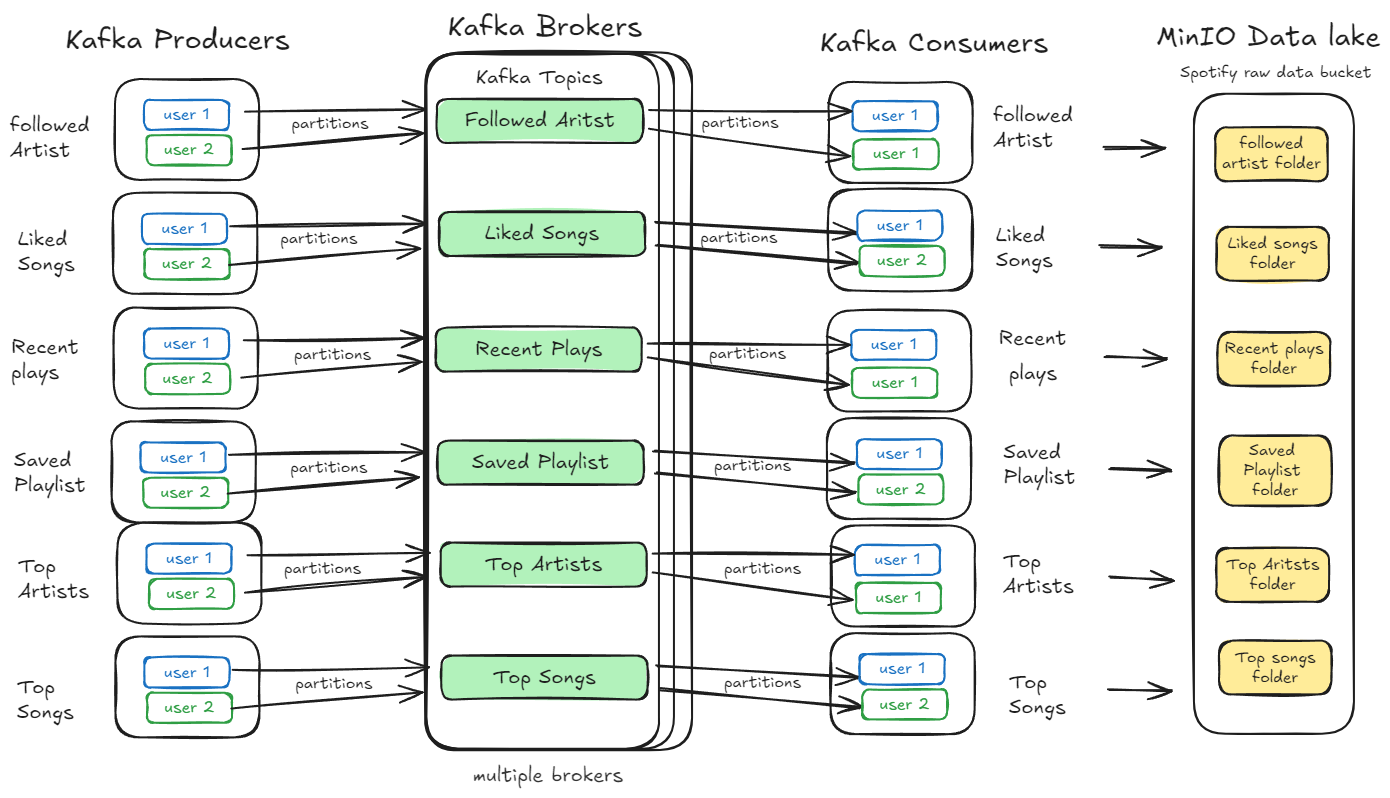 Kafka Producers
Kafka Brokers
Kafka Consumers
MinIO Data lake
Spotify raw data bucket
Kafka Topics
followed
Artist
user 1
user 2
partitions
Followed Aritst
partitions
user 1
user 1
followed
Artist
followed
artist folder
Liked
Songs
user 1
user 2
partitions
Liked Songs
partitions
user 1
user 2
Liked
Songs
Liked songs
folder
Recent
plays
user 1
user 2
partitions
Recent Plays
partitions
user 1
user 1
Recent
plays
Recent plays
folder
Saved
Playlist
user 1
user 2
partitions
Saved Playlist
partitions
user 1
user 2
Saved
Playlist
Saved
Playlist
folder
Top
Artists
user 1
user 2
partitions
Top Artists
partitions
user 1
user 1
Top
Artists
Top Aritsts
folder
Top
Songs
user 1
user 2
partitions
Top Songs
partitions
user 1
user 2
Top
Songs
Top songs
folder
multiple brokers